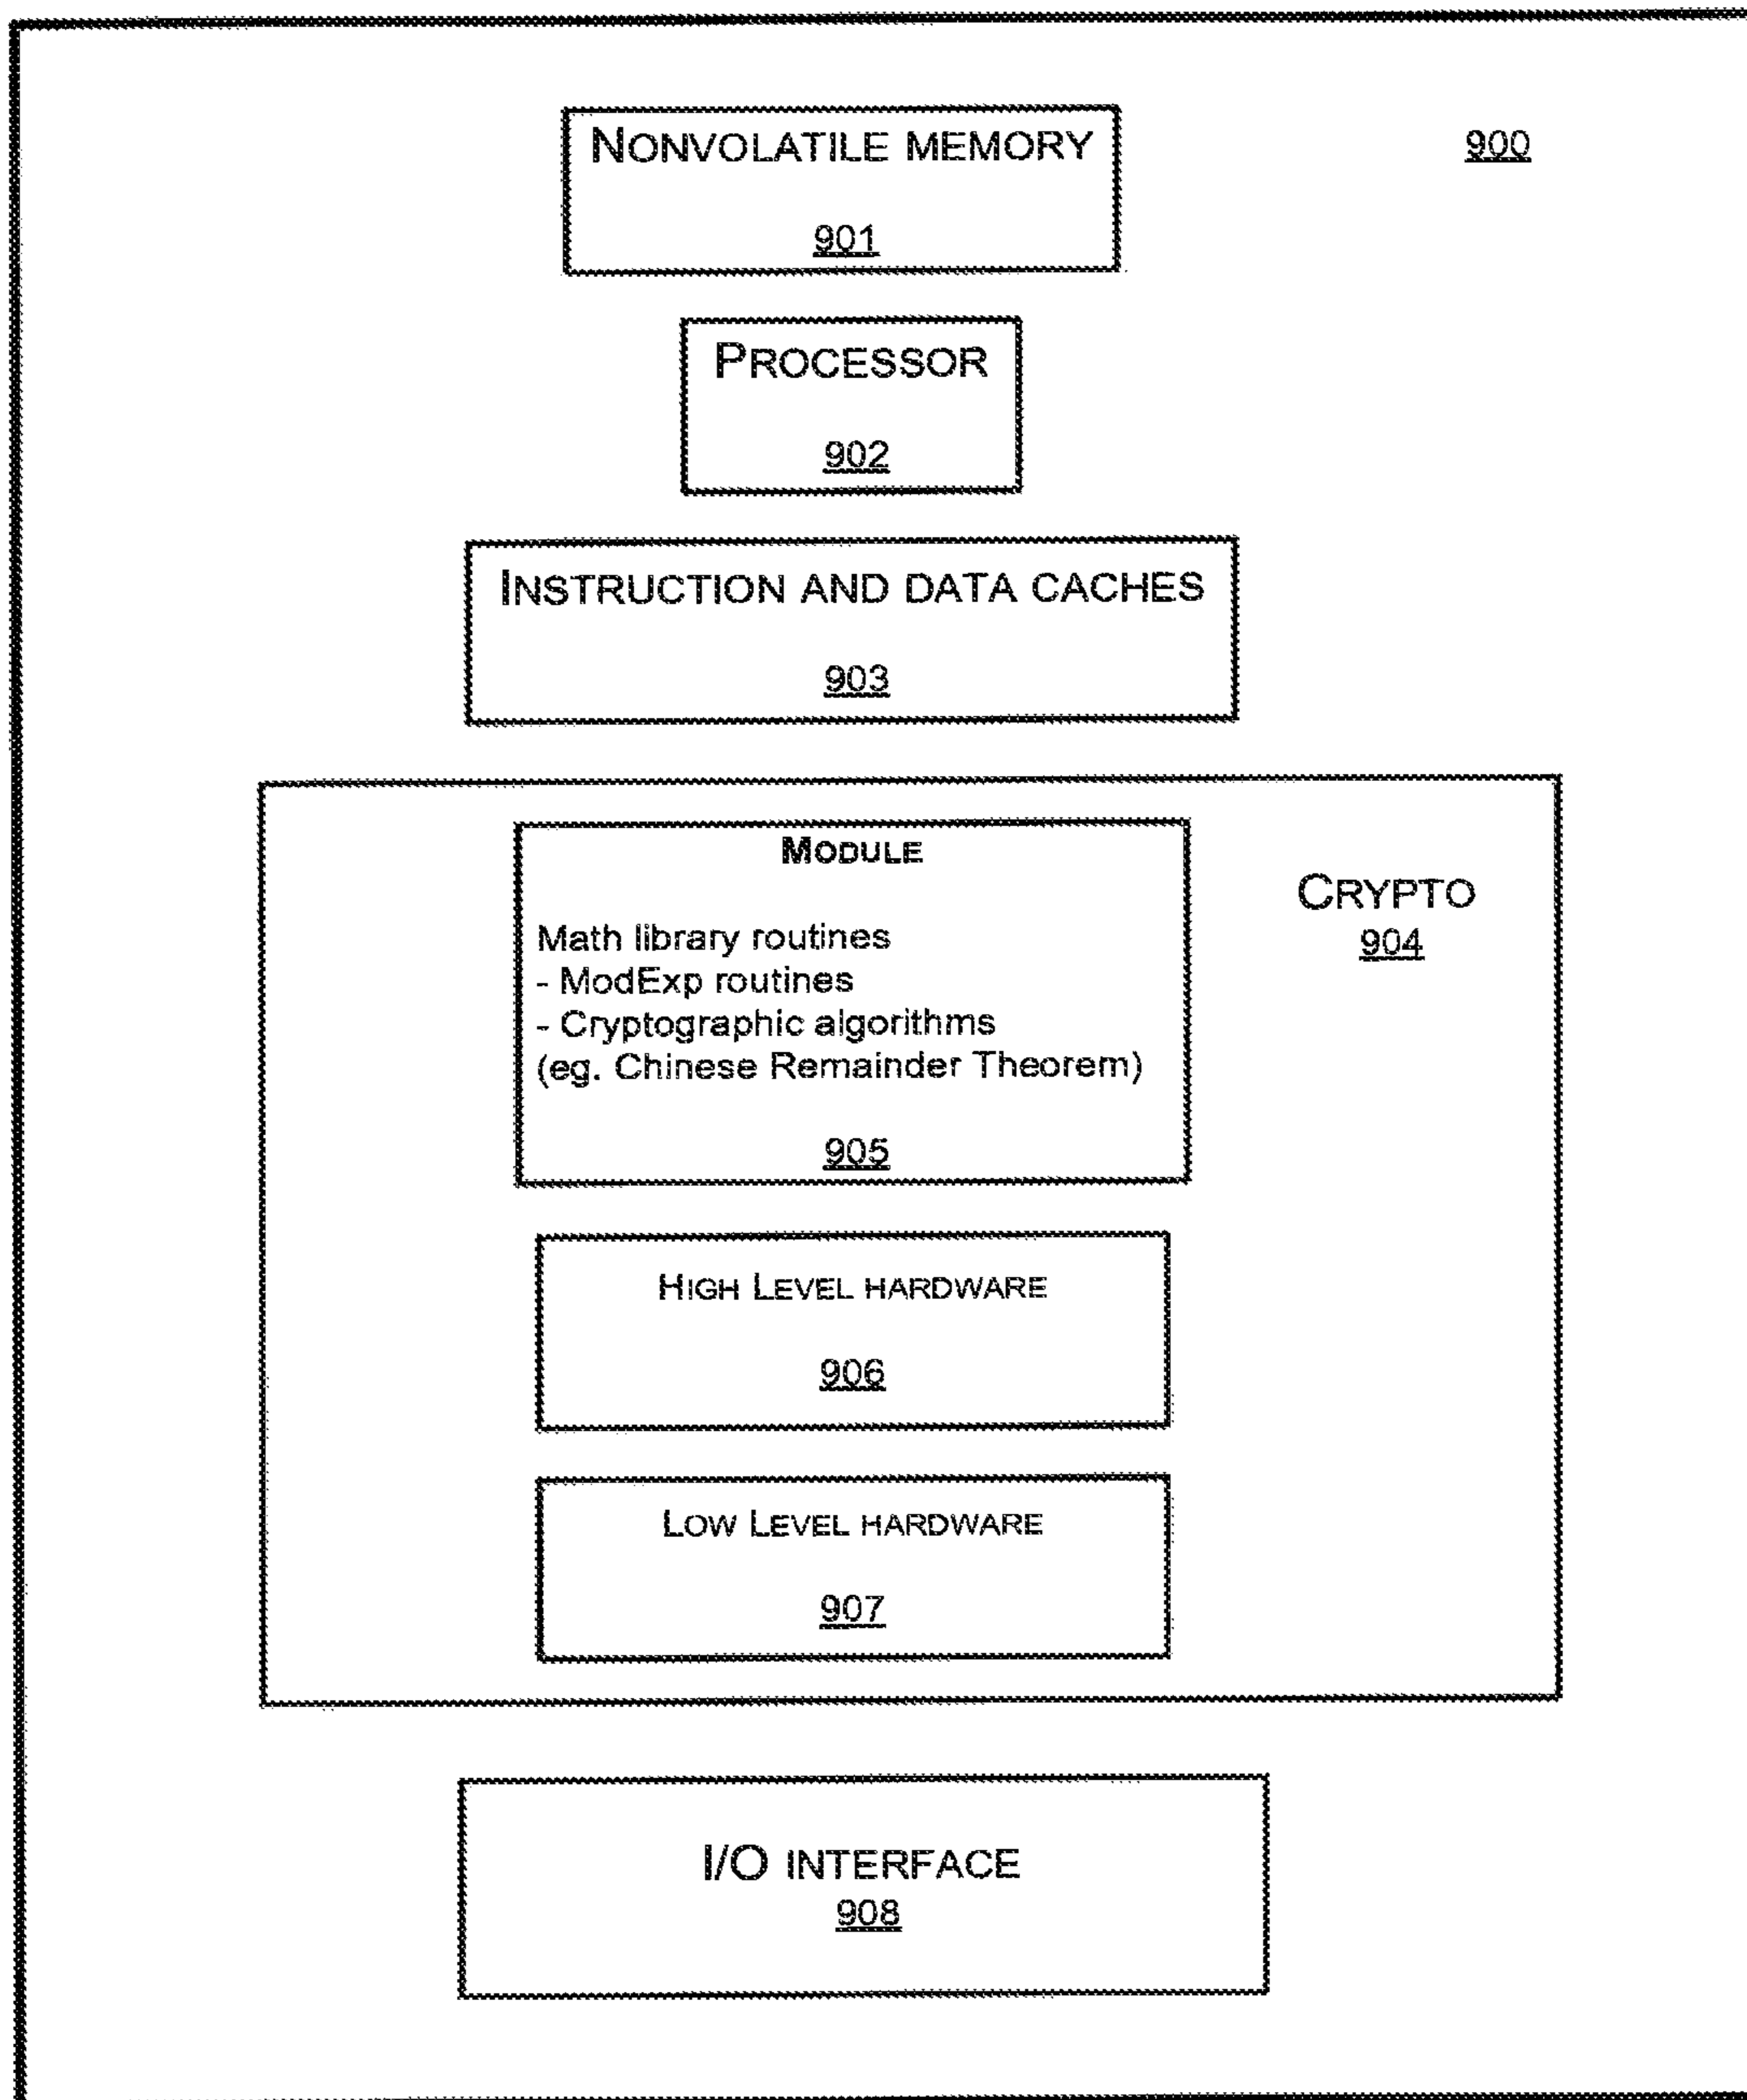 NONVOLATILE MEMORY
900
901
PROCESSOR
902
INSTRUCTION AND DATA CACHES
903
MODULE
CRYPTO
904
Math library routines
- ModExp routines
- Cryptographic algorithms
(eg. Chinese Remainder Theorem)
905
HIGH LEVEL HARDWARE
906
LOW LEVEL HARDWARE
907
I/O INTERFACE
908